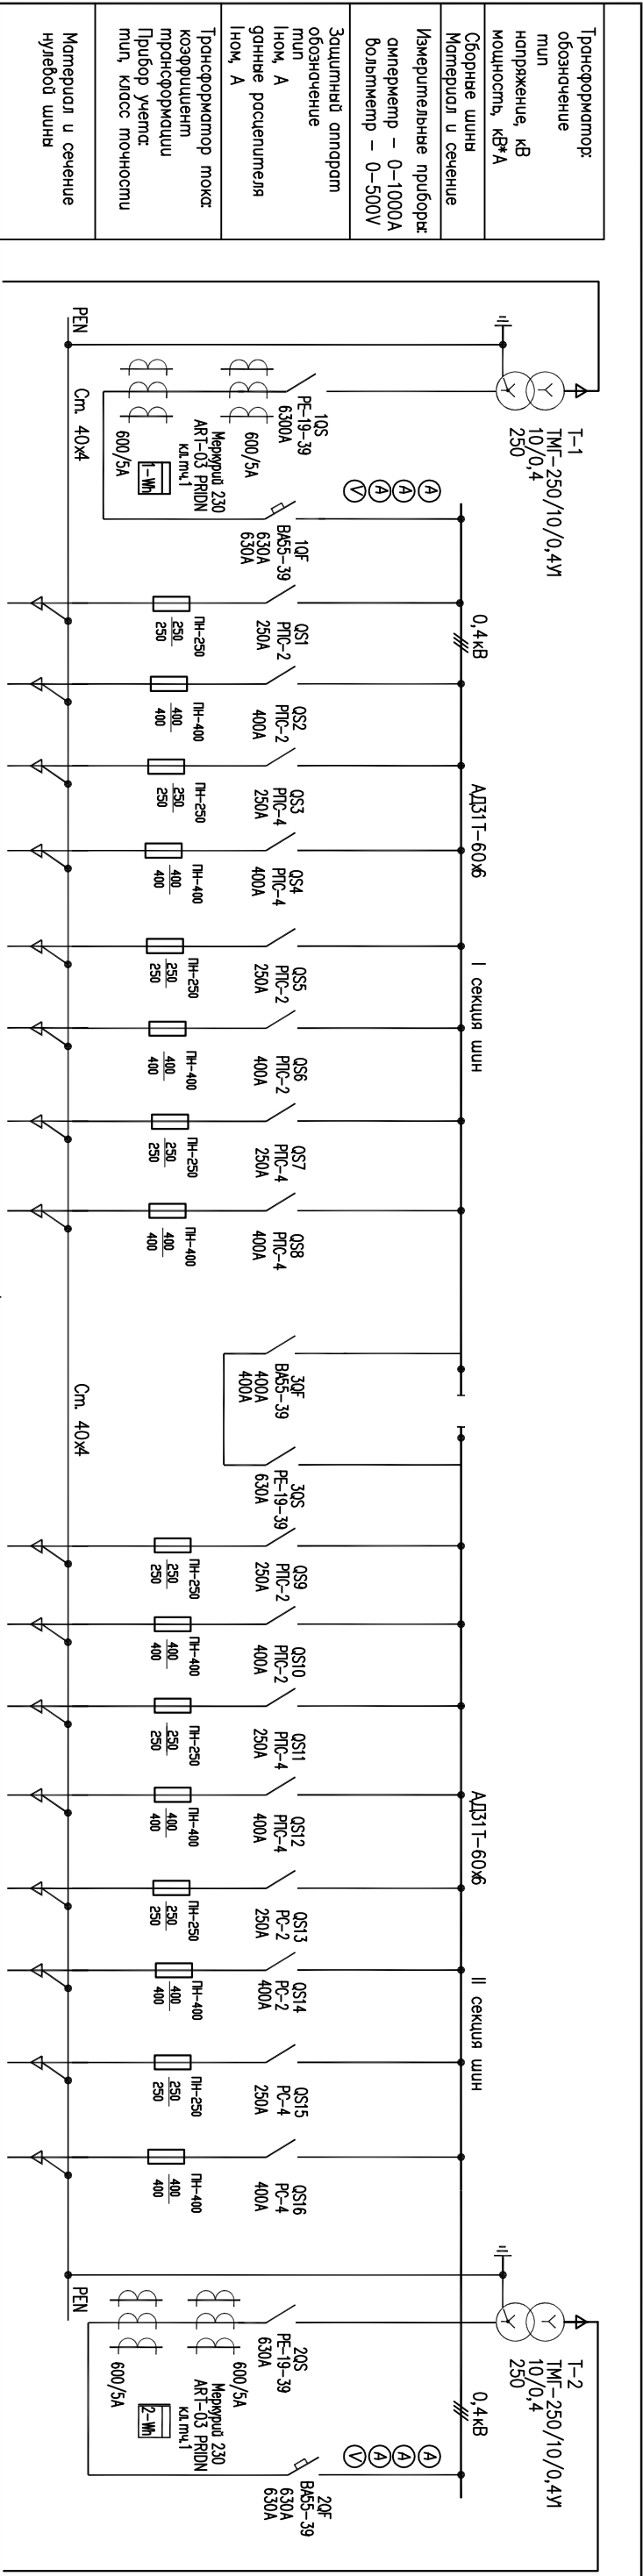 Трансформатор:
обозначение
тип
напряжение, кВ
мощность, кВ*А
Сборные шины
Материал и сечение
Измерительные приборы:
амперметр - 0-1000А
вольтметр - 0-500V
Защитный аппарат
обозначение
тип
Iном, А
данные расцепителя
Iном, А
Трансформатор тока:
коэффициент
трансформации
Прибор учета:
тип, класс точности
Материал и сечение
нулевой шины
Т-1
ТМГ-250/10/0,4У1
10/0,4
250
0,4кВ
АД31Т-60х6
I секция шин
A
A
A
V
1QS
РЕ-19-39
6300А
600/5А
Меркурий 230
ART-03 PRIDN
кл.тч.1
1-Wh
600/5А
1QF
ВА55-39
630А
630А
PEN
Ст. 40х4
QS1
РПС-2
250А
ПН-250
250
250
QS2
РПС-2
400А
ПН-400
400
400
QS3
РПС-4
250А
ПН-250
250
250
QS4
РПС-4
400А
ПН-400
400
400
QS5
РПС-2
250А
ПН-250
250
250
QS6
РПС-2
400А
ПН-400
400
400
QS7
РПС-4
250А
ПН-250
250
250
QS8
РПС-4
400А
ПН-400
400
400
3QF
ВА55-39
400А
400А
3QS
РЕ-19-39
630А
Ст. 40х4
QS9
РПС-2
250А
ПН-250
250
250
QS10
РПС-2
400А
ПН-400
400
400
QS11
РПС-4
250А
ПН-250
250
250
QS12
РПС-4
400А
ПН-400
400
400
АД31Т-60х6
II секция шин
QS13
РС-2
250А
ПН-250
250
250
QS14
РС-2
400А
ПН-400
400
400
QS15
РС-4
250А
ПН-250
250
250
QS16
РС-4
400А
ПН-400
400
400
PEN
Т-2
ТМГ-250/10/0,4У1
10/0,4
250
0,4кВ
A
A
A
V
2QS
РЕ-19-39
630А
600/5А
Меркурий 230
ART-03 PRIDN
кл.тч.1
2-Wh
600/5А
2QF
ВА55-39
630А
630А